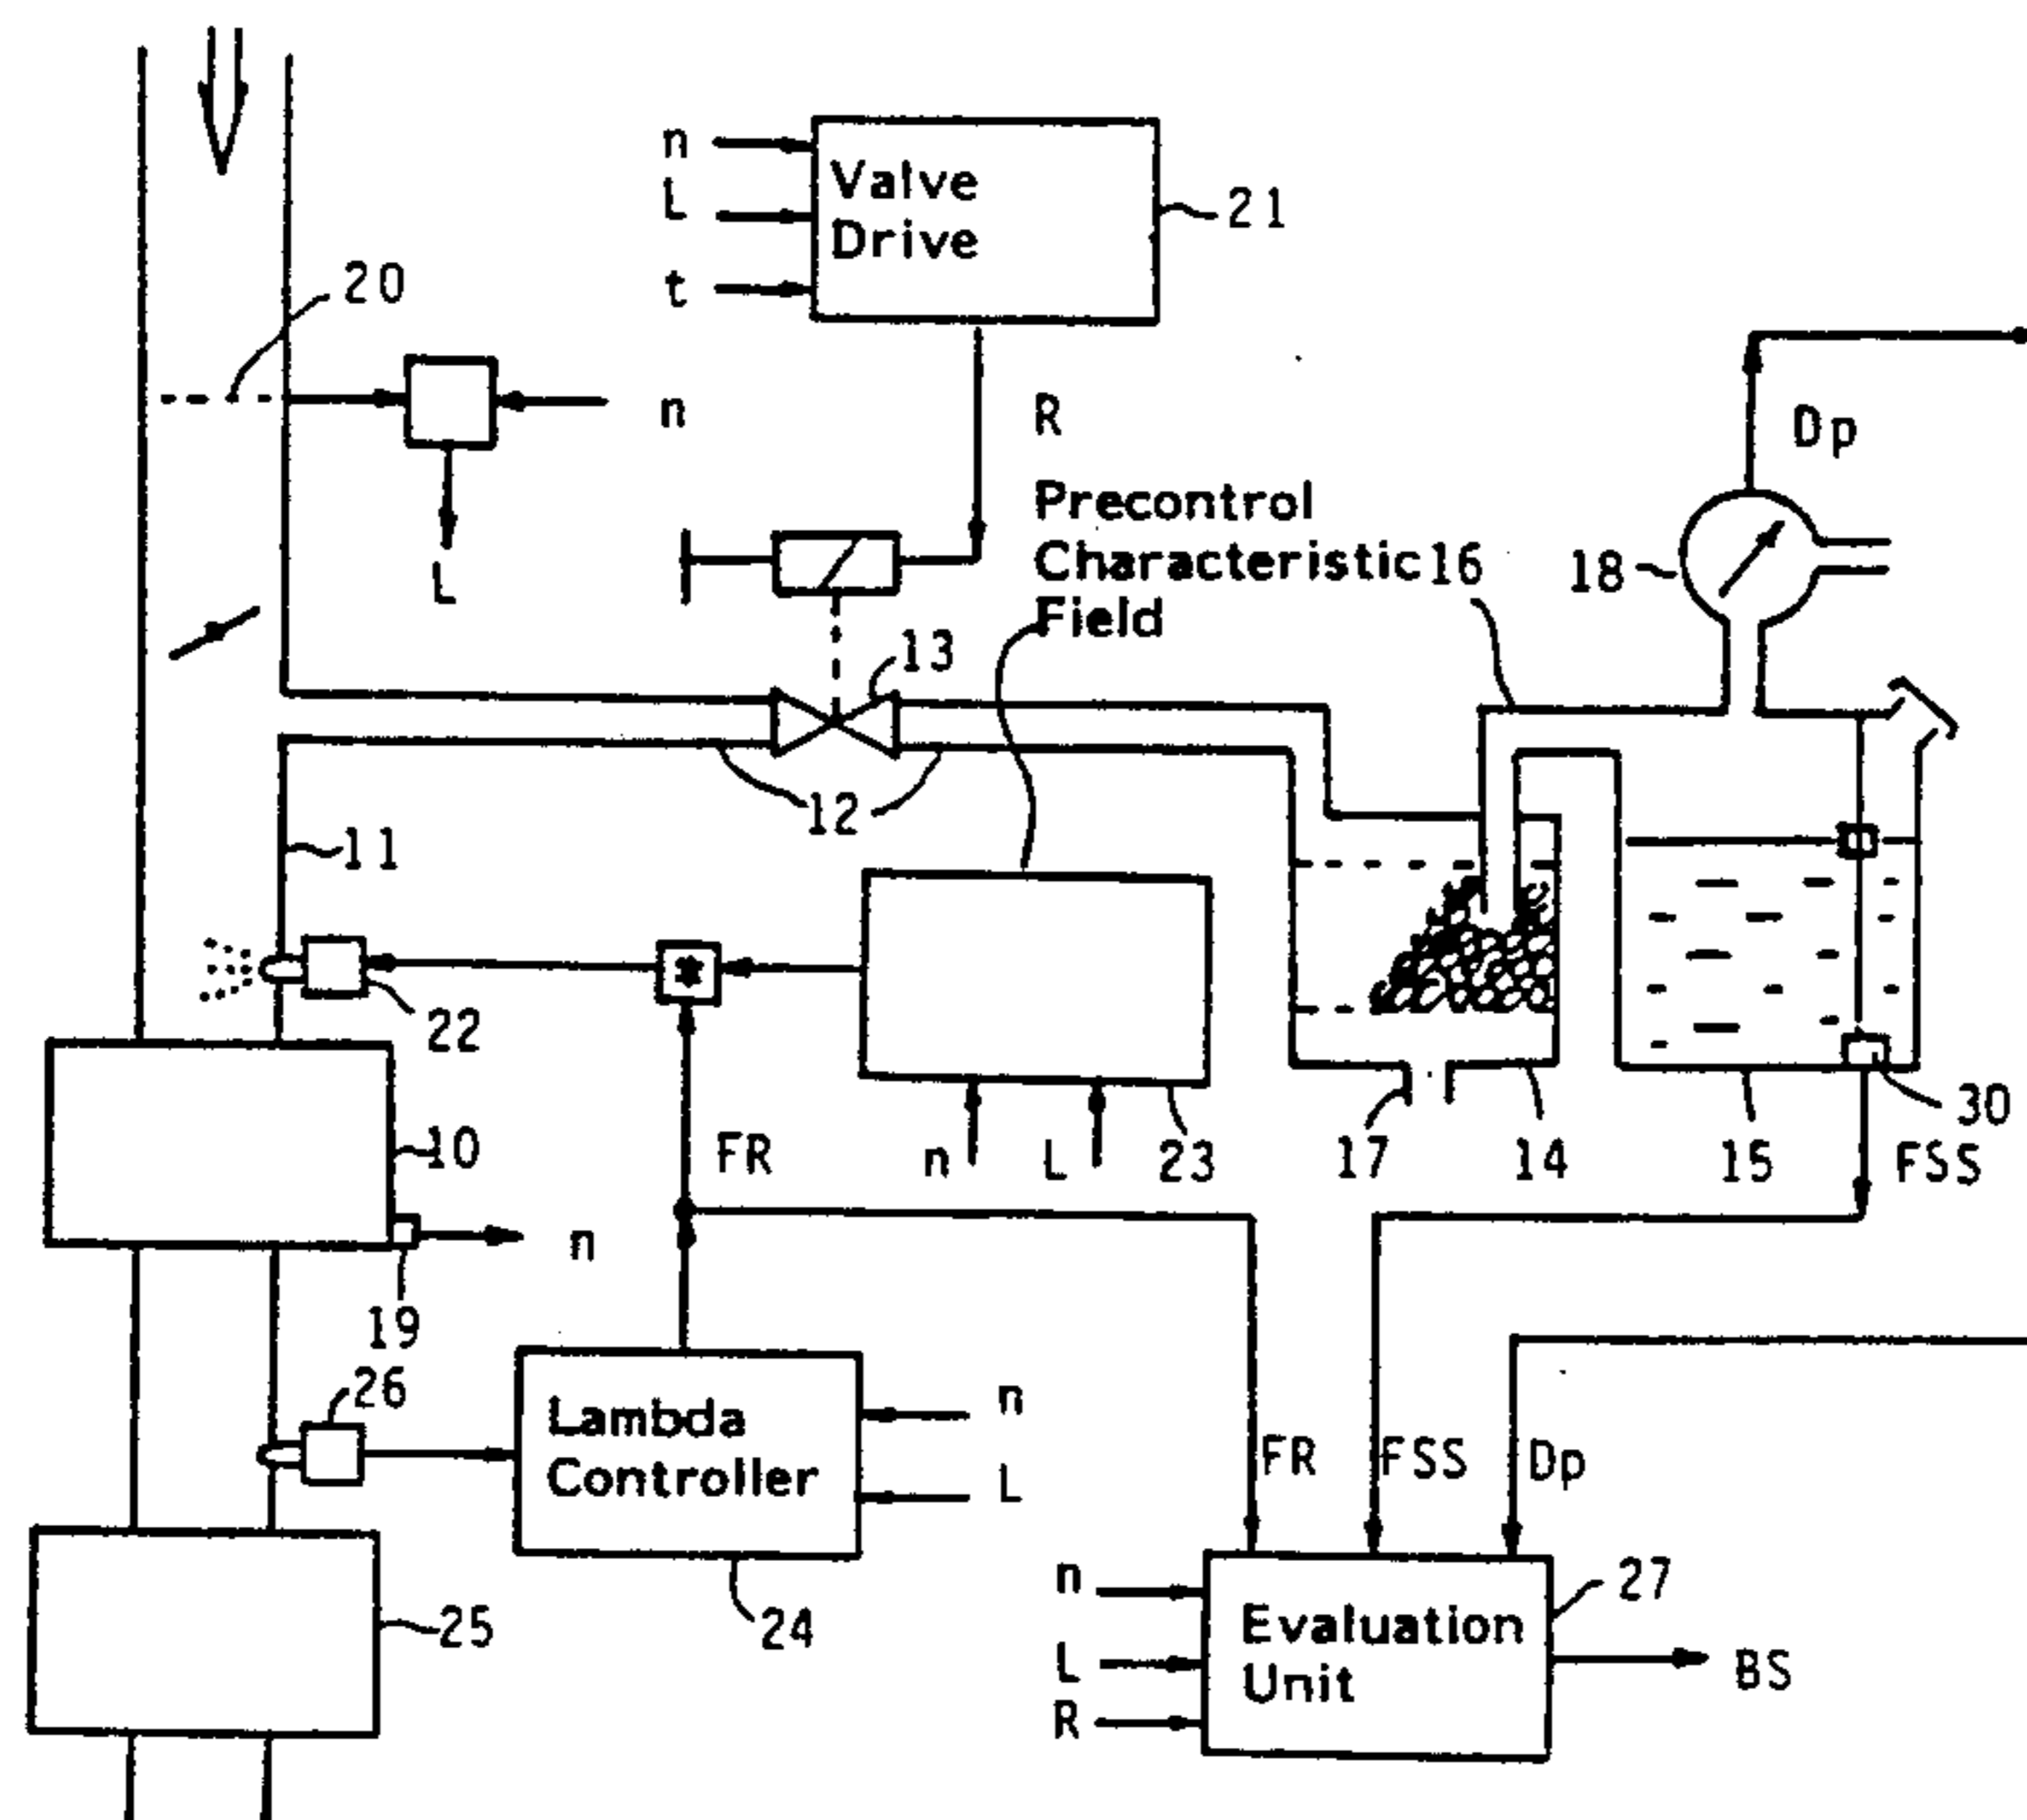 n
L
t
Valve
Drive
21
20
n
L
R
Dp
Precontrol
Characteristic
Field
16
18
13
12
11
22
*
10
FR
n
L
23
17
14
15
30
FSS
n
19
26
Lambda
Controller
n
L
24
FR
FSS
Dp
25
n
L
R
Evaluation
Unit
27
BS